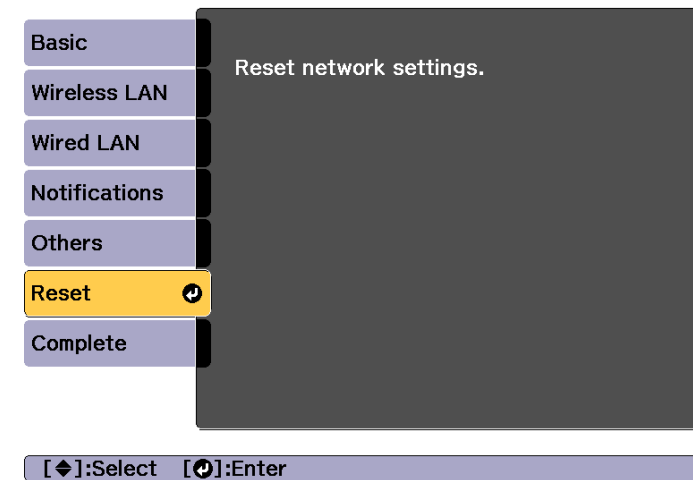 Basic
Wireless LAN
Wired LAN
Notifications
Others
Reset
Complete
Reset network settings.
[◆]:Select [↵]:Enter